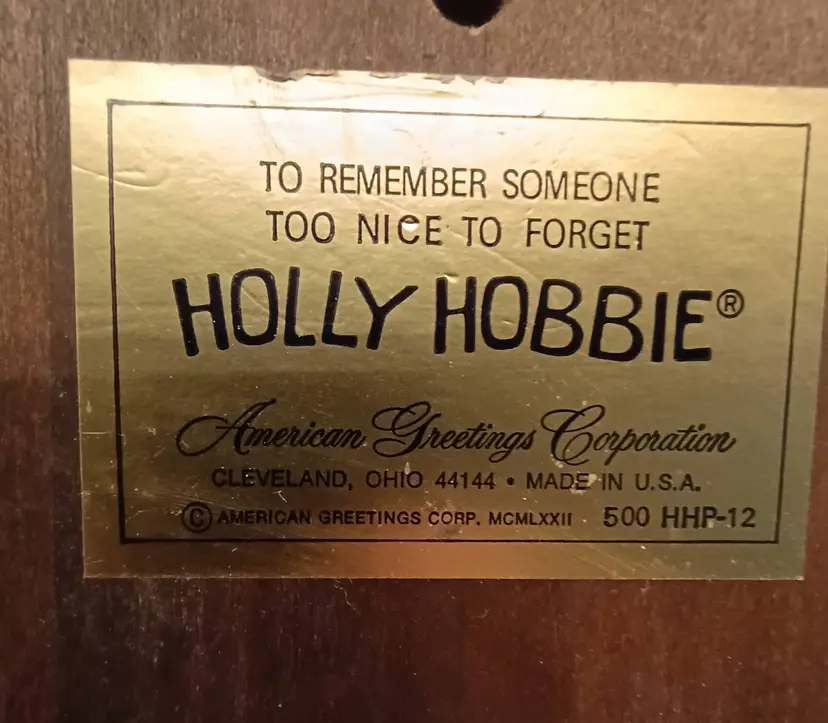 TO REMEMBER SOMEONE
TOO NICE TO FORGET
HOLLY HOBBIE®
American Greetings Corporation
CLEVELAND, OHIO 44144 • MADE IN U.S.A.
© AMERICAN GREETINGS CORP. MCMLXXII 500 HHP-12